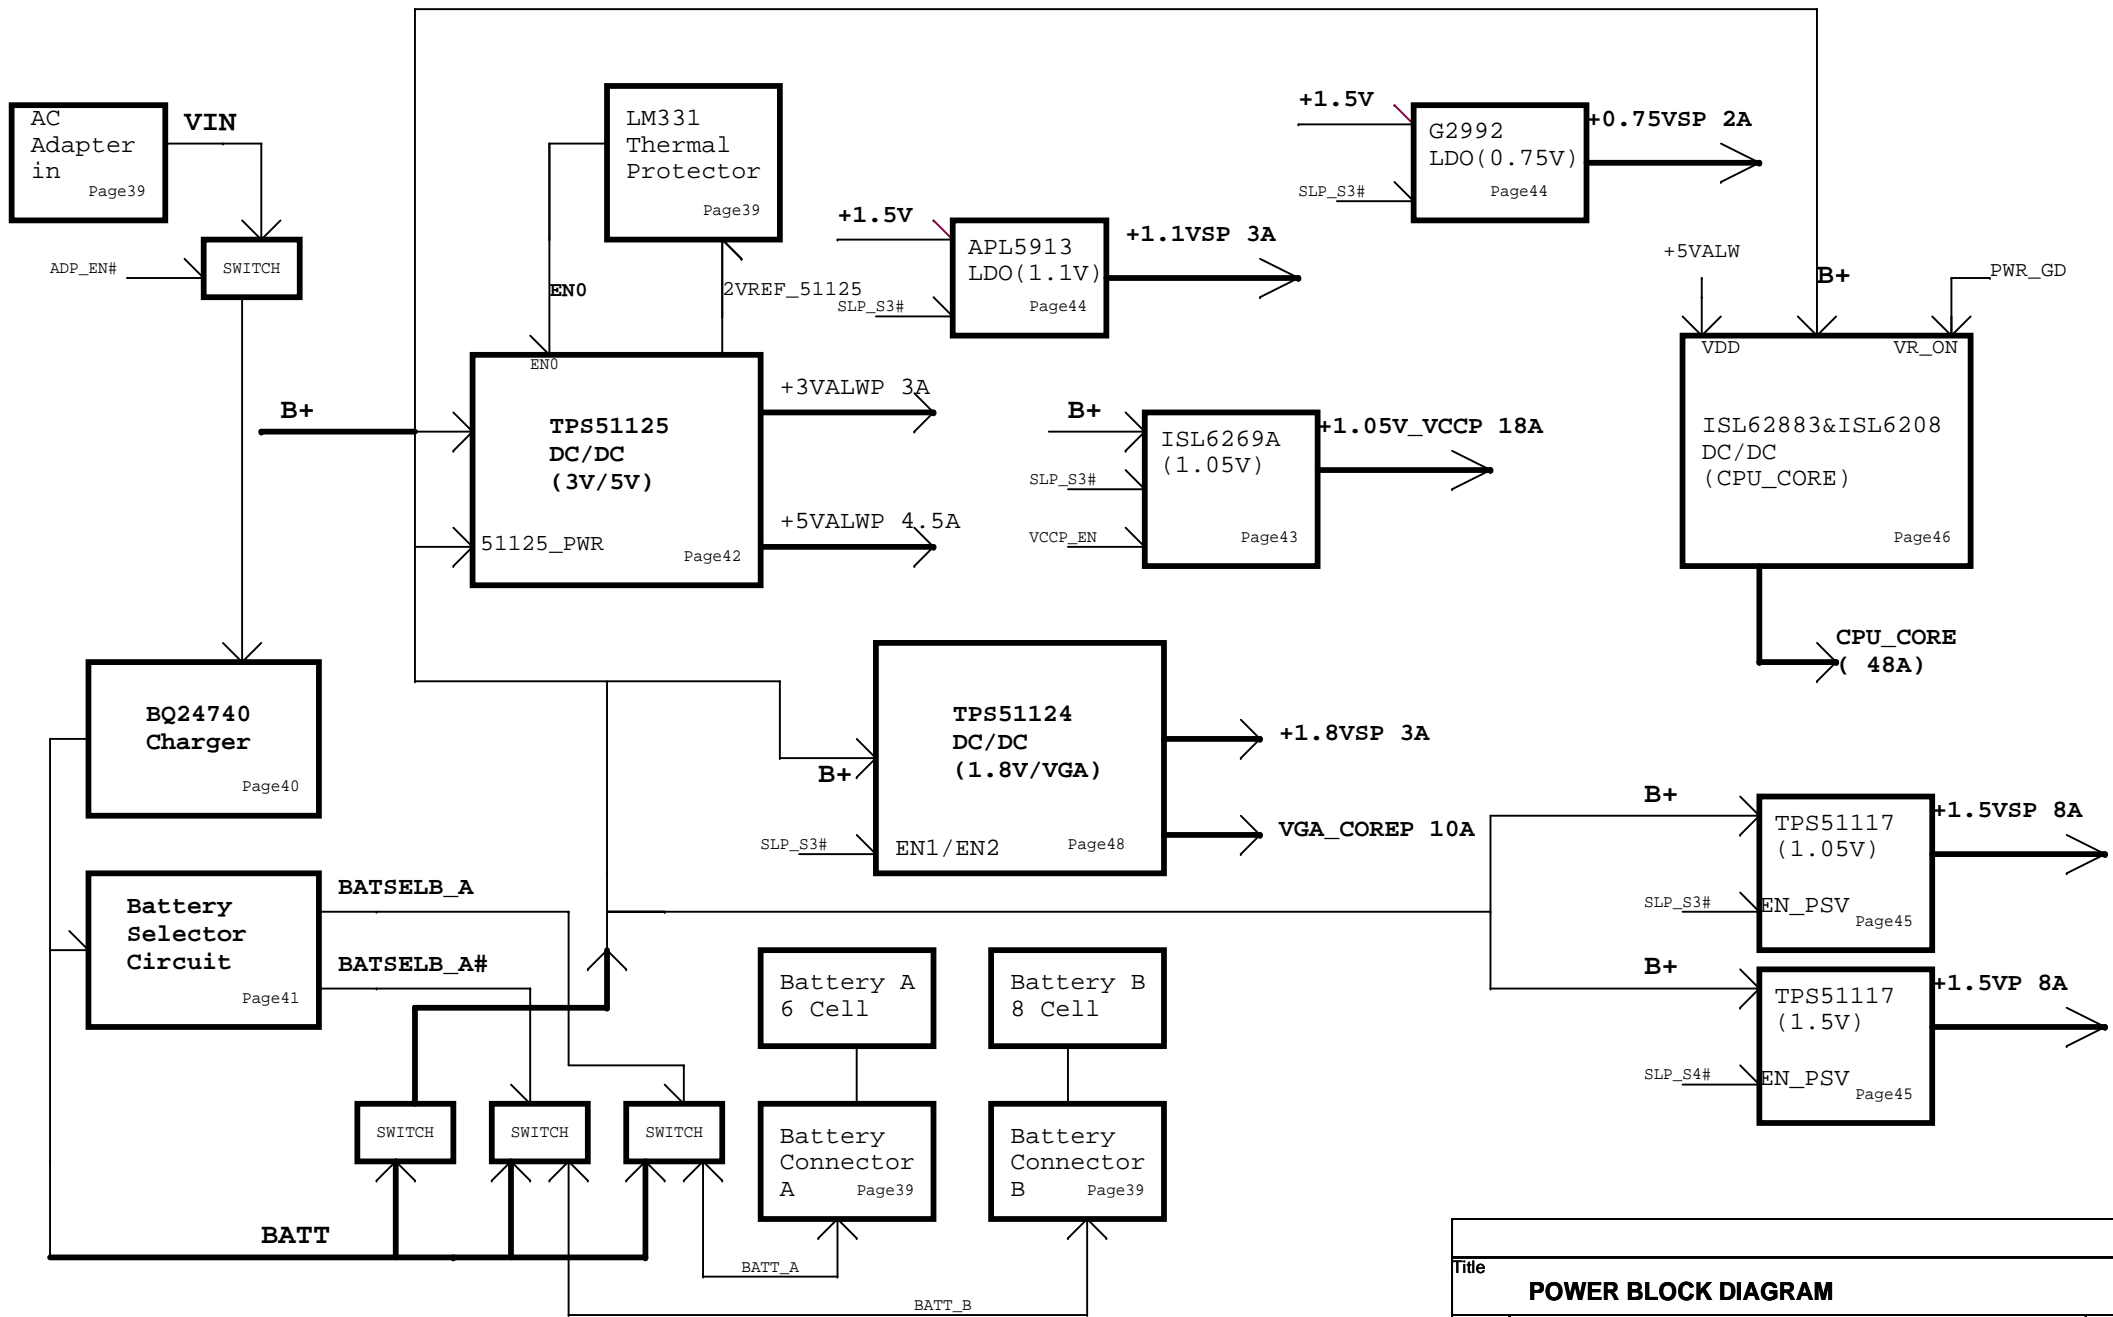 AC
Adapter
in
Page39
VIN
ADP_EN#
SWITCH
LM331
Thermal
Protector
Page39
EN0
2VREF_51125
+1.5V
APL5913
LDO(1.1V)
Page44
SLP_S3#
+1.1VSP 3A
+1.5V
G2992
LDO(0.75V)
Page44
SLP_S3#
+0.75VSP 2A
+5VALW
B+
PWR_GD
VDD
VR_ON
ISL62883&ISL6208
DC/DC
(CPU_CORE)
Page46
CPU_CORE
( 48A)
B+
EN0
TPS51125
DC/DC
(3V/5V)
51125_PWR
Page42
+3VALWP 3A
+5VALWP 4.5A
B+
SLP_S3#
VCCP_EN
ISL6269A
(1.05V)
Page43
+1.05V_VCCP 18A
BQ24740
Charger
Page40
TPS51124
DC/DC
(1.8V/VGA)
B+
SLP_S3#
EN1/EN2
Page48
+1.8VSP 3A
VGA_COREP 10A
B+
TPS51117
(1.05V)
SLP_S3#
EN_PSV
Page45
+1.5VSP 8A
B+
TPS51117
(1.5V)
SLP_S4#
EN_PSV
Page45
+1.5VP 8A
Battery
Selector
Circuit
Page41
BATSELB_A
BATSELB_A#
Battery A
6 Cell
Battery B
8 Cell
SWITCH
SWITCH
SWITCH
Battery
Connector
A
Page39
Battery
Connector
B
Page39
BATT
BATT_A
BATT_B
Title
POWER BLOCK DIAGRAM